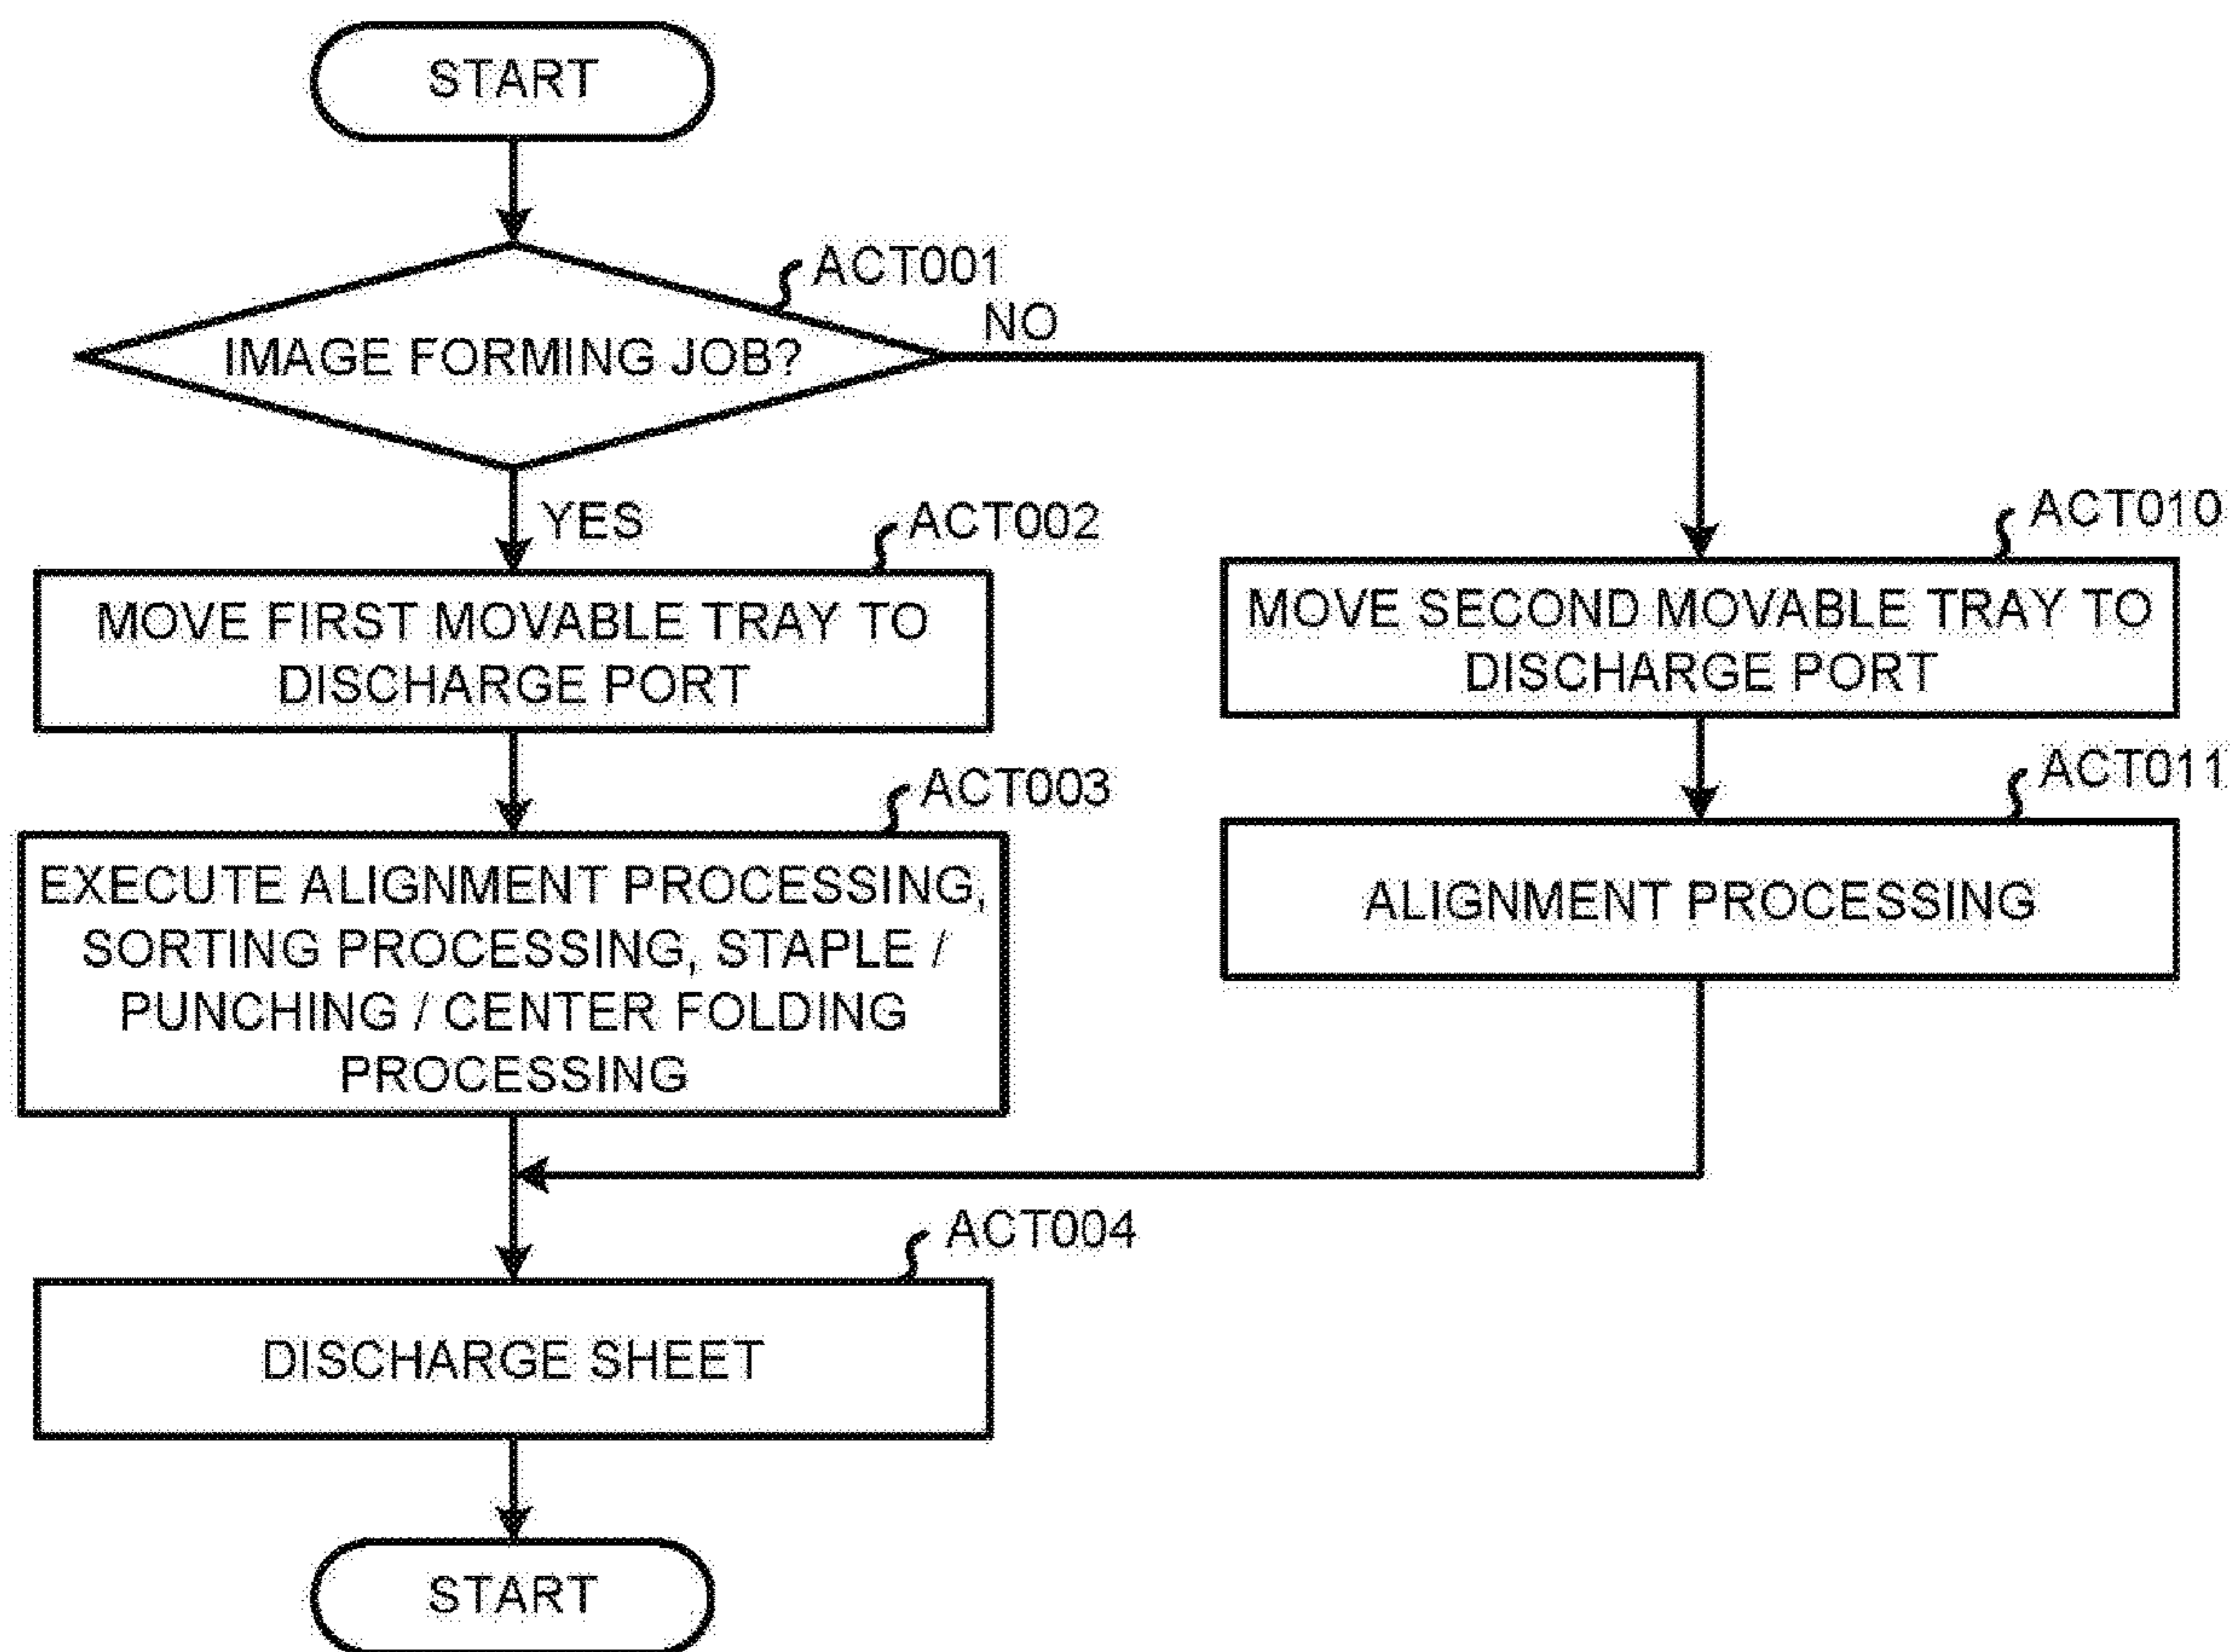 START
ACT001
IMAGE FORMING JOB?
NO
YES
ACT002
MOVE FIRST MOVABLE TRAY TO
DISCHARGE PORT
ACT010
MOVE SECOND MOVABLE TRAY TO
DISCHARGE PORT
ACT003
EXECUTE ALIGNMENT PROCESSING,
SORTING PROCESSING, STAPLE /
PUNCHING / CENTER FOLDING
PROCESSING
ACT011
ALIGNMENT PROCESSING
ACT004
DISCHARGE SHEET
START